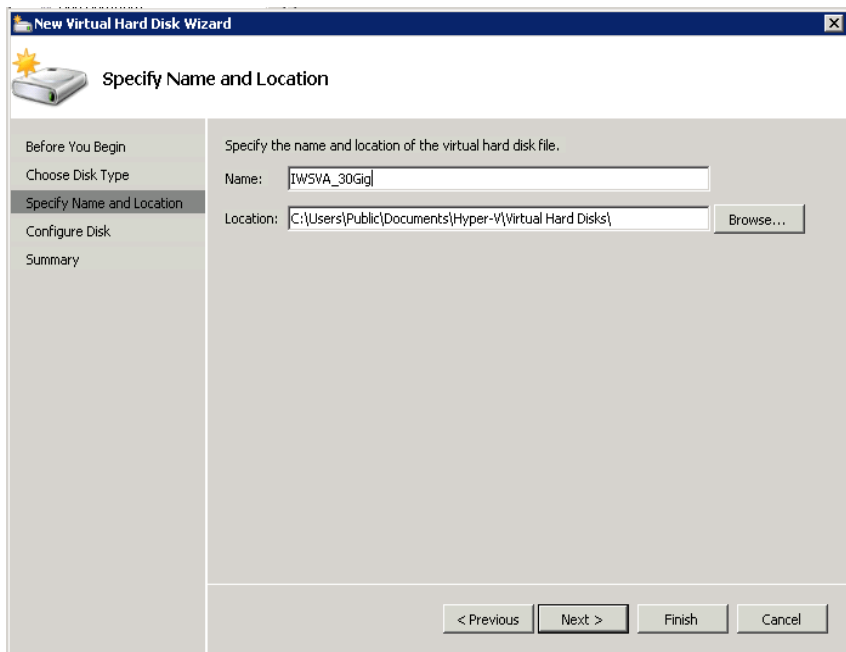 New Virtual Hard Disk Wizard
Specify Name and Location
Before You Begin
Choose Disk Type
Specify Name and Location
Configure Disk
Summary
Specify the name and location of the virtual hard disk file.
Name: IWSVA_30Gig
Location: C:\Users\Public\Documents\Hyper-V\Virtual Hard Disks\ Browse...
< Previous Next > Finish Cancel